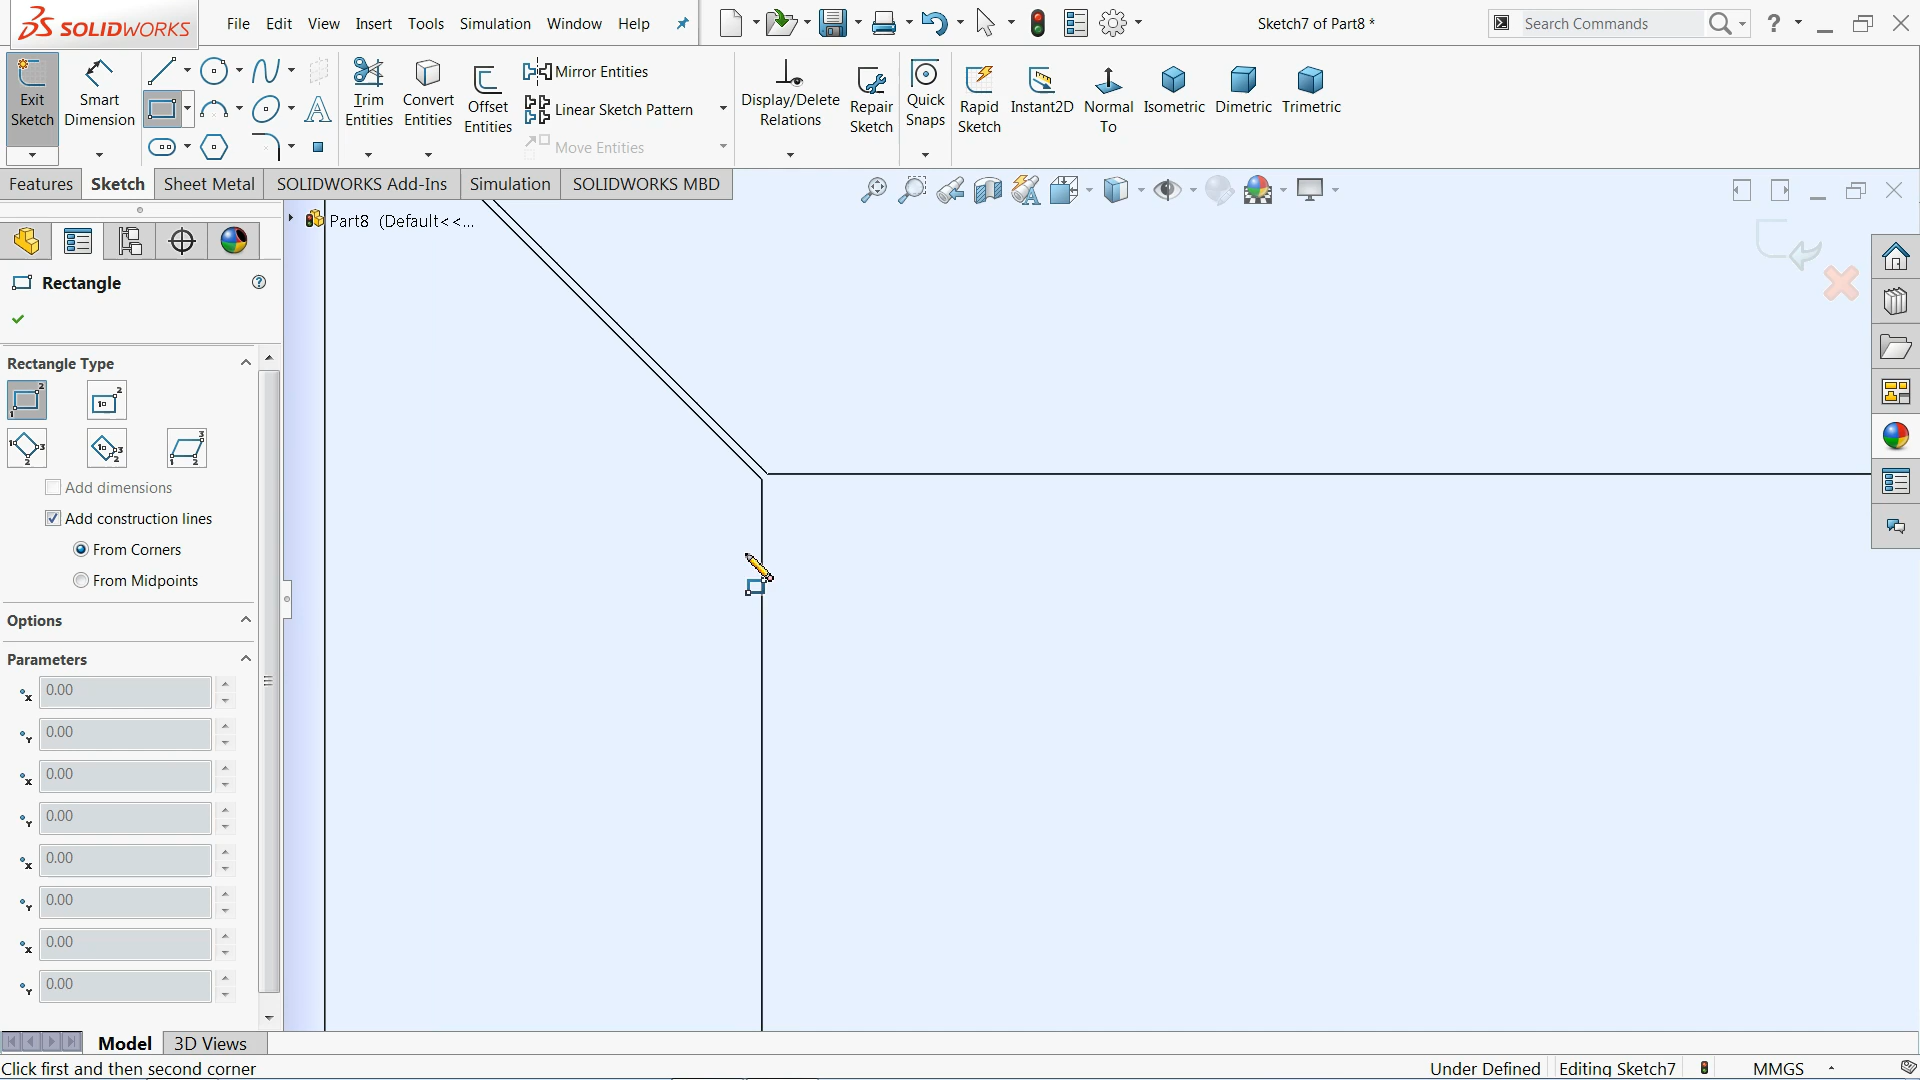 SOLIDWORKS
File Edit View Insert Tools Simulation Window Help
Sketch7 of Part8 *
Search Commands
Exit Sketch
Smart Dimension
Trim Entities
Convert Entities
Offset Entities
Mirror Entities
Linear Sketch Pattern
Move Entities
Display/Delete Relations
Repair Sketch
Quick Snaps
Rapid Sketch
Instant2D
Normal To
Isometric
Dimetric
Trimetric
Features Sketch Sheet Metal SOLIDWORKS Add-Ins Simulation SOLIDWORKS MBD
Part8 (Default<<...
Rectangle
Rectangle Type
Add dimensions
Add construction lines
From Corners
From Midpoints
Options
Parameters
0.00
0.00
0.00
0.00
0.00
0.00
0.00
0.00
Model 3D Views
Click first and then second corner
Under Defined Editing Sketch7 MMGS